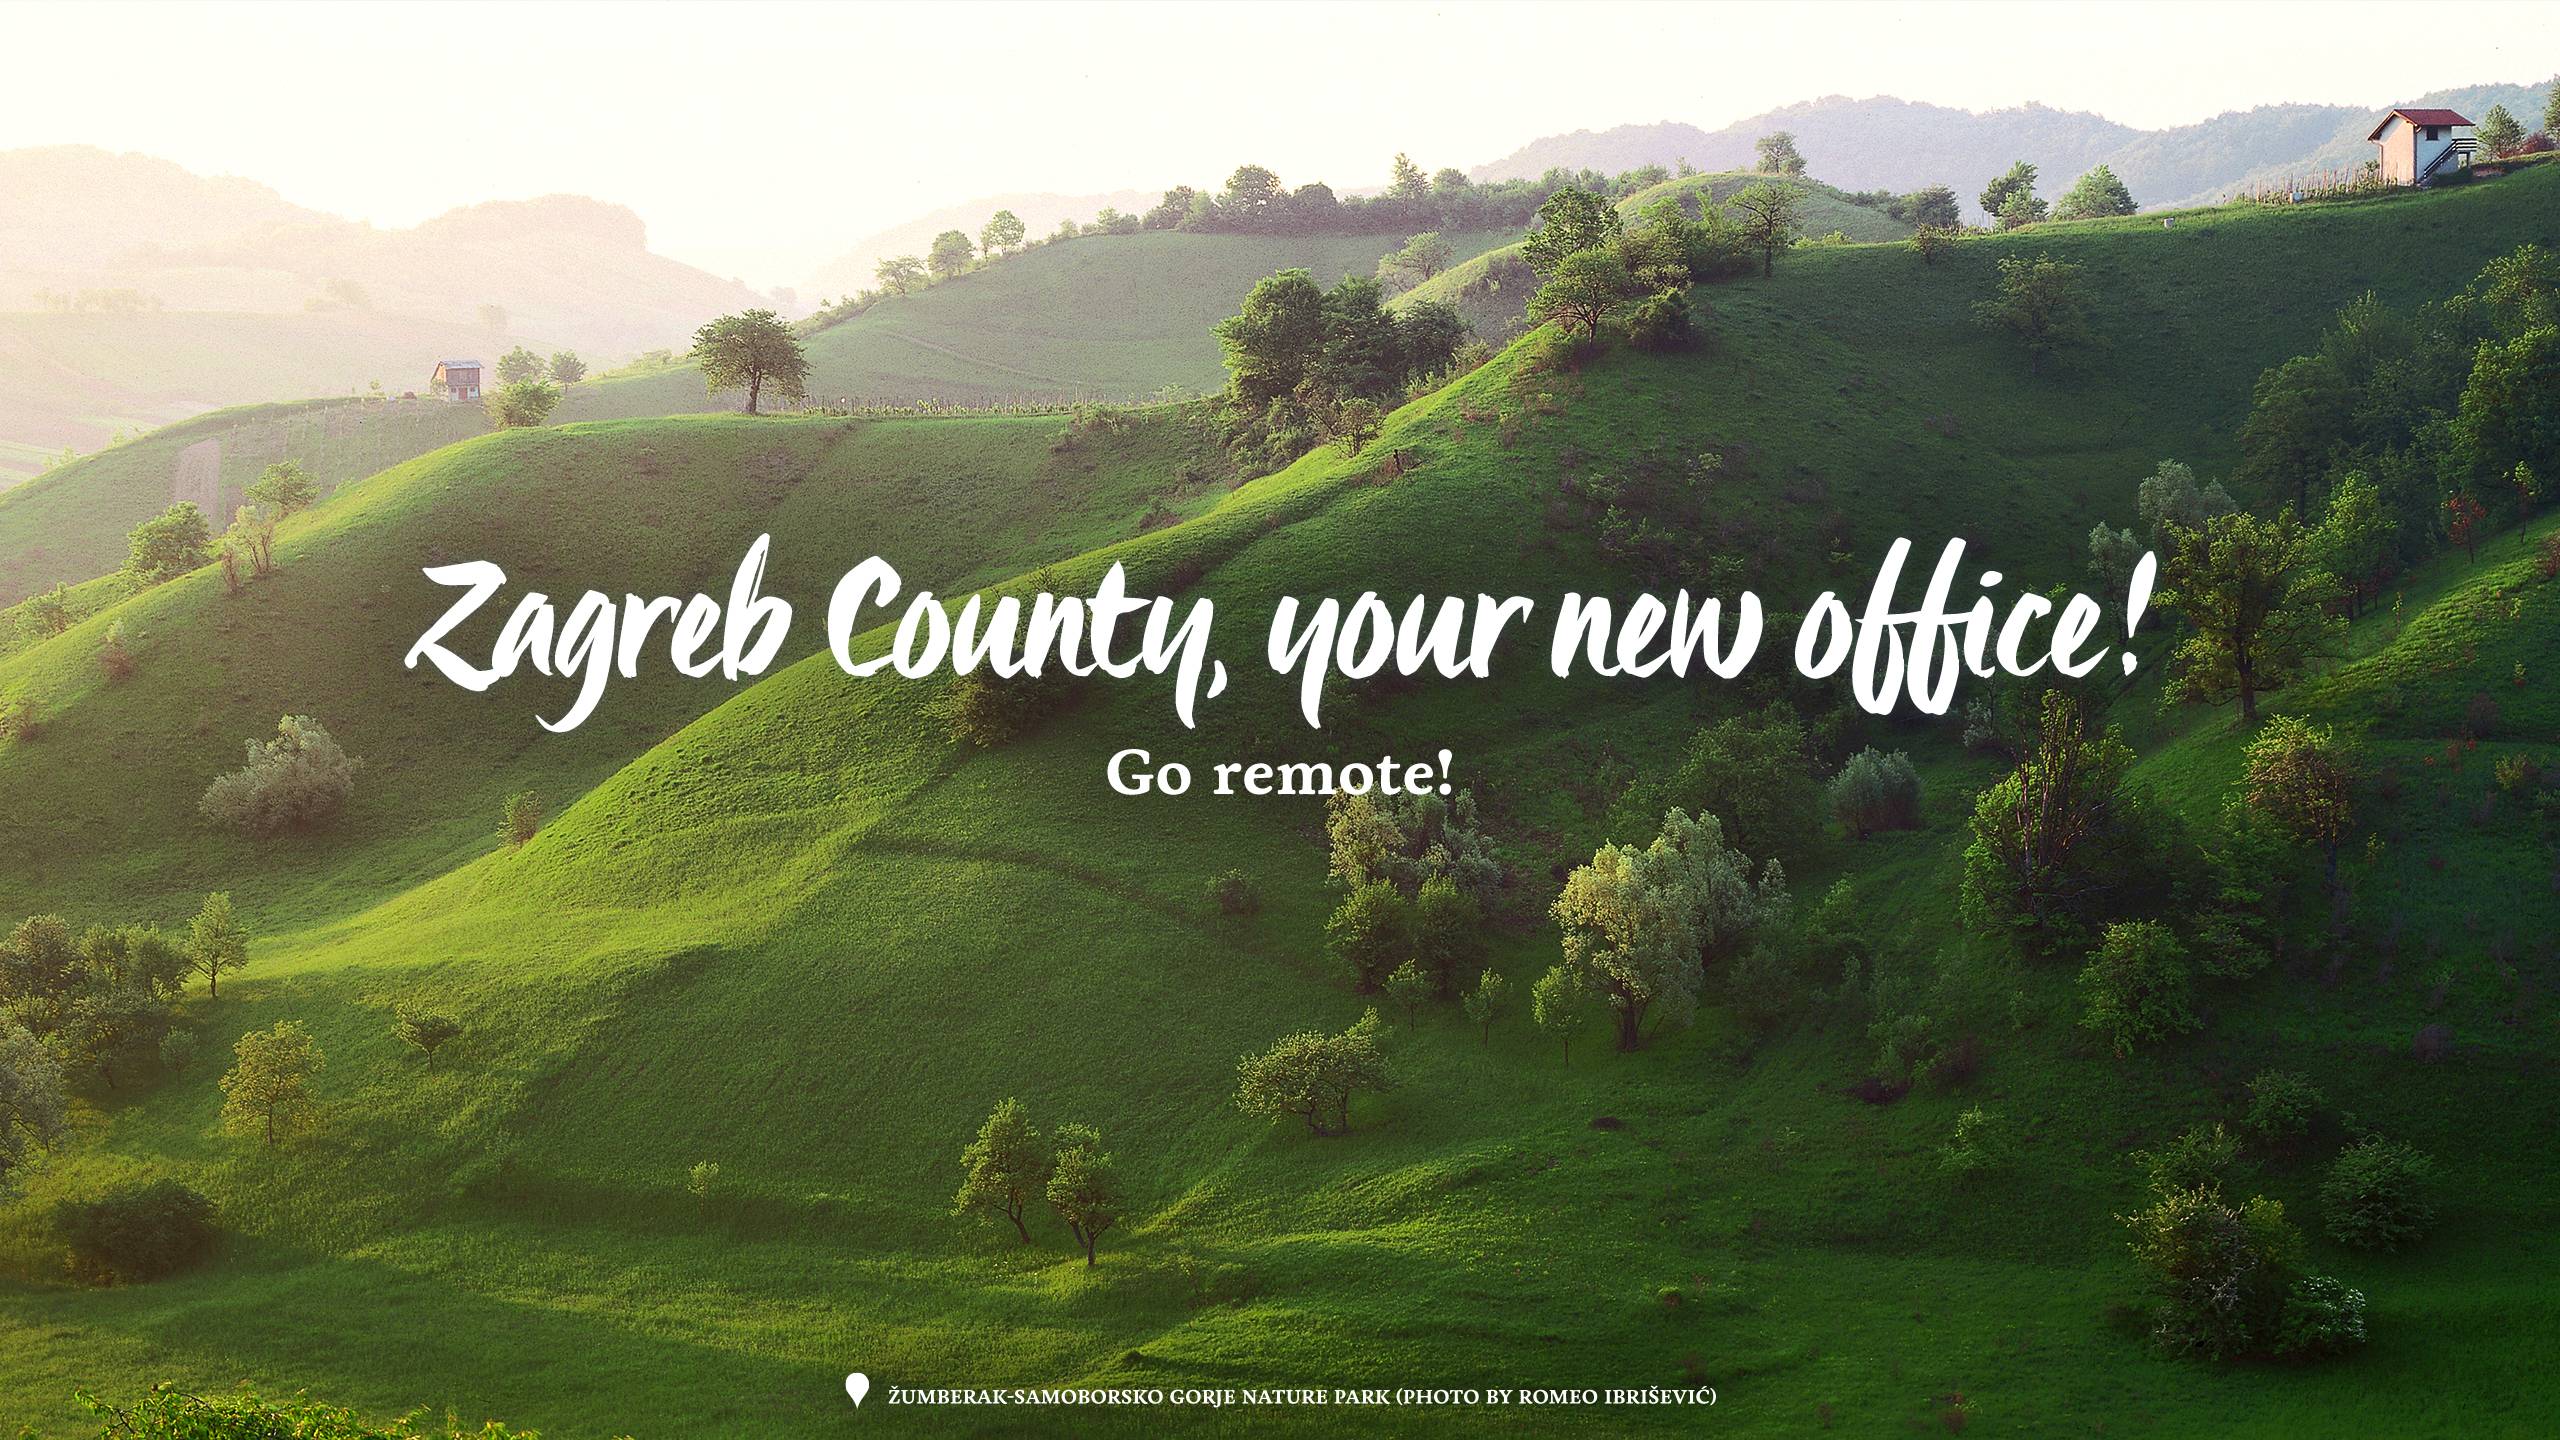 Zagreb County, your new office!
Go remote!
ŽUMBERAK-SAMOBORSKO GORJE NATURE PARK (PHOTO BY ROMEO IBRIŠEVIĆ)